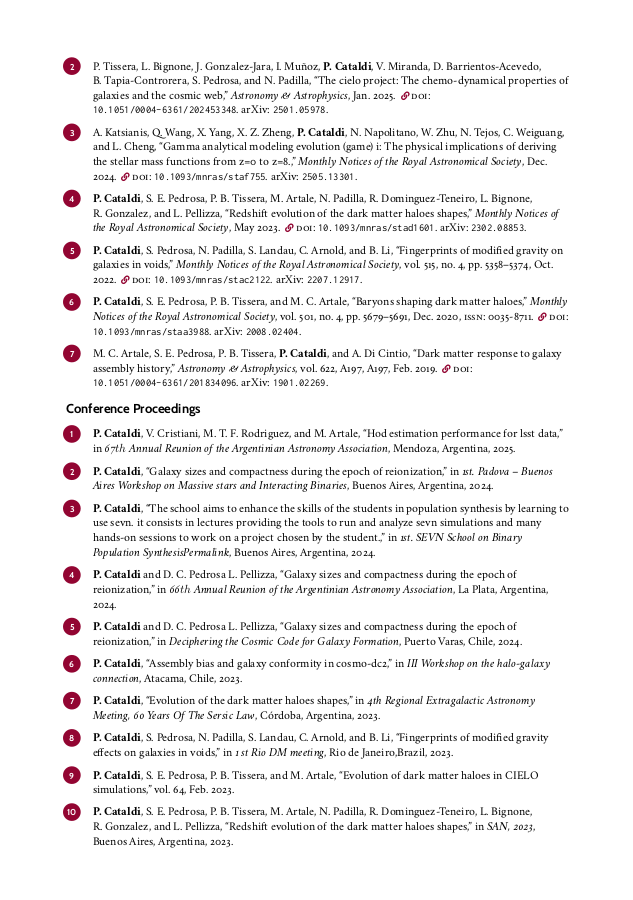 2 P. Tissera, L. Bignone, J. Gonzalez-Jara, I. Muñoz, P. Cataldi, V. Miranda, D. Barrientos-Acevedo,
B. Tapia-Controrera, S. Pedrosa, and N. Padilla, “The cielo project: The chemo-dynamical properties of
galaxies and the cosmic web,” Astronomy & Astrophysics, Jan. 2025. DOI:
10.1051/0004-6361/202453348. arXiv: 2501.05978.
3 A. Katsianis, Q. Wang, X. Yang, X. Z. Zheng, P. Cataldi, N. Napolitano, W. Zhu, N. Tejos, C. Weiguang,
and L. Cheng, “Gamma analytical modeling evolution (game) i: The physical implications of deriving
the stellar mass functions from z=0 to z=8.,” Monthly Notices of the Royal Astronomical Society, Dec.
2024. DOI: 10.1093/mnras/staf755. arXiv: 2505.13301.
4 P. Cataldi, S. E. Pedrosa, P. B. Tissera, M. Artale, N. Padilla, R. Dominguez-Teneiro, L. Bignone,
R. Gonzalez, and L. Pellizza, “Redshift evolution of the dark matter haloes shapes,” Monthly Notices of
the Royal Astronomical Society, May 2023. DOI: 10.1093/mnras/stad1601. arXiv: 2302.08853.
5 P. Cataldi, S. Pedrosa, N. Padilla, S. Landau, C. Arnold, and B. Li, “Fingerprints of modified gravity on
galaxies in voids,” Monthly Notices of the Royal Astronomical Society, vol. 515, no. 4, pp. 5358–5374, Oct.
2022. DOI: 10.1093/mnras/stac2122. arXiv: 2207.12917.
6 P. Cataldi, S. E. Pedrosa, P. B. Tissera, and M. C. Artale, “Baryons shaping dark matter haloes,” Monthly
Notices of the Royal Astronomical Society, vol. 501, no. 4, pp. 5679–5691, Dec. 2020, ISSN: 0035-8711. DOI:
10.1093/mnras/staa3988. arXiv: 2008.02404.
7 M. C. Artale, S. E. Pedrosa, P. B. Tissera, P. Cataldi, and A. Di Cintio, “Dark matter response to galaxy
assembly history,” Astronomy & Astrophysics, vol. 622, A197, A197, Feb. 2019. DOI:
10.1051/0004-6361/201834096. arXiv: 1901.02269.
Conference Proceedings
1 P. Cataldi, V. Cristiani, M. T. F. Rodriguez, and M. Artale, “Hod estimation performance for lsst data,”
in 67th Annual Reunion of the Argentinian Astronomy Association, Mendoza, Argentina, 2025.
2 P. Cataldi, “Galaxy sizes and compactness during the epoch of reionization,” in 1st. Padova – Buenos
Aires Workshop on Massive stars and Interacting Binaries, Buenos Aires, Argentina, 2024.
3 P. Cataldi, “The school aims to enhance the skills of the students in population synthesis by learning to
use sevn. it consists in lectures providing the tools to run and analyze sevn simulations and many
hands-on sessions to work on a project chosen by the student.,” in 1st. SEVN School on Binary
Population SynthesisPermalink, Buenos Aires, Argentina, 2024.
4 P. Cataldi and D. C. Pedrosa L. Pellizza, “Galaxy sizes and compactness during the epoch of
reionization,” in 66th Annual Reunion of the Argentinian Astronomy Association, La Plata, Argentina,
2024.
5 P. Cataldi and D. C. Pedrosa L. Pellizza, “Galaxy sizes and compactness during the epoch of
reionization,” in Deciphering the Cosmic Code for Galaxy Formation, Puerto Varas, Chile, 2024.
6 P. Cataldi, “Assembly bias and galaxy conformity in cosmo-dc2,” in III Workshop on the halo-galaxy
connection, Atacama, Chile, 2023.
7 P. Cataldi, “Evolution of the dark matter haloes shapes,” in 4th Regional Extragalactic Astronomy
Meeting, 60 Years Of The Sersic Law, Córdoba, Argentina, 2023.
8 P. Cataldi, S. Pedrosa, N. Padilla, S. Landau, C. Arnold, and B. Li, “Fingerprints of modified gravity
effects on galaxies in voids,” in 1 st Rio DM meeting, Rio de Janeiro,Brazil, 2023.
9 P. Cataldi, S. E. Pedrosa, P. B. Tissera, and M. Artale, “Evolution of dark matter haloes in CIELO
simulations,” vol. 64, Feb. 2023.
10 P. Cataldi, S. E. Pedrosa, P. B. Tissera, M. Artale, N. Padilla, R. Dominguez-Teneiro, L. Bignone,
R. Gonzalez, and L. Pellizza, “Redshift evolution of the dark matter haloes shapes,” in SAN, 2023,
Buenos Aires, Argentina, 2023.